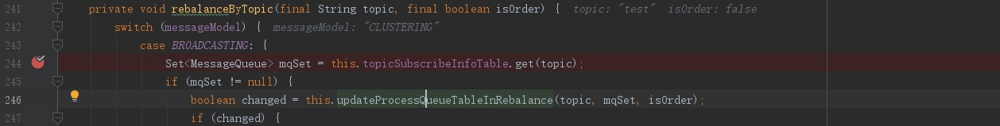 241 private void rebalanceByTopic(final String topic, final boolean isOrder) { topic: "test" isOrder: false
242 switch (messageModel) { messageModel: "CLUSTERING"
243 case BROADCASTING: {
244 Set<MessageQueue> mqSet = this.topicSubscribeInfoTable.get(topic);
245 if (mqSet != null) {
246 boolean changed = this.updateProcessQueueTableInRebalance(topic, mqSet, isOrder);
247 if (changed) {